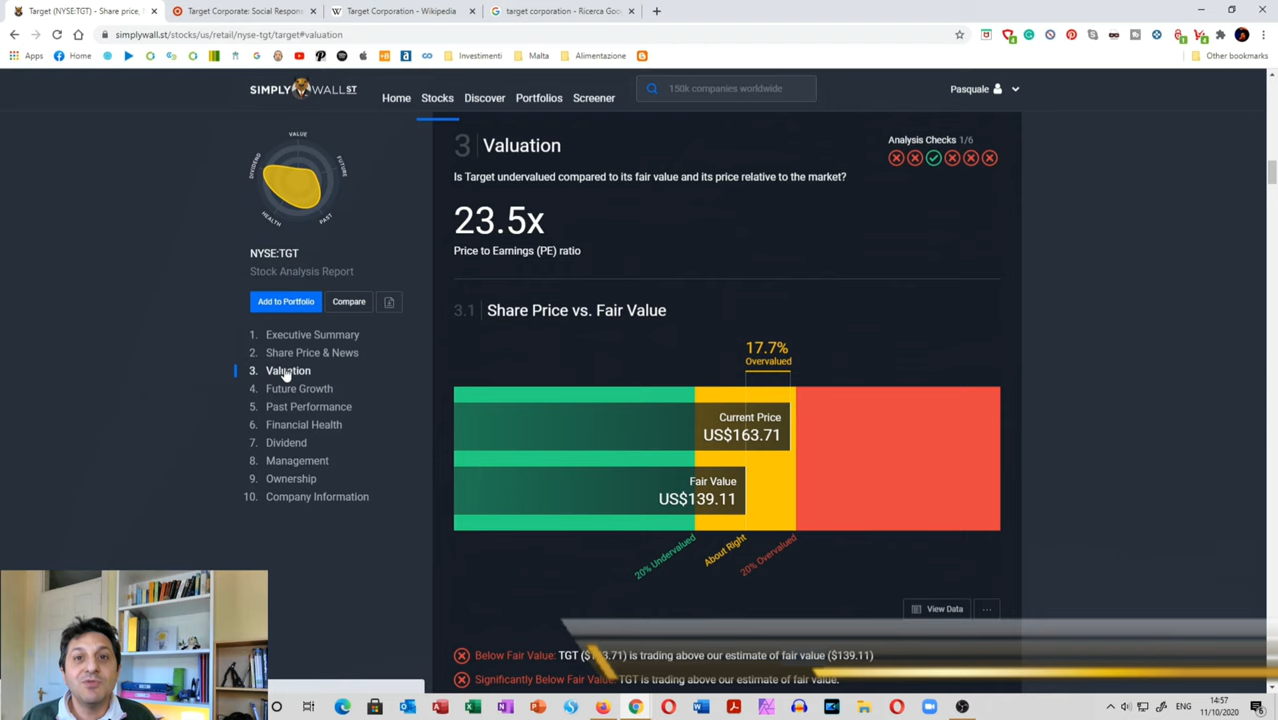 Target (NYSE:TGT) - Share price,
Target Corporate: Social Respons
Target Corporation - Wikipedia
target corporation - Ricerca Goo
simplywall.st/stocks/us/retail/nyse-tgt/target#valuation
Apps
Home
Investimenti
Malta
Alimentazione
Other bookmarks
SIMPLY WALL ST
Home
Stocks
Discover
Portfolios
Screener
150k companies worldwide
Pasquale
VALUE
FUTURE
PAST
HEALTH
DIVIDEND
NYSE:TGT
Stock Analysis Report
Add to Portfolio
Compare
1. Executive Summary
2. Share Price & News
3. Valuation
4. Future Growth
5. Past Performance
6. Financial Health
7. Dividend
8. Management
9. Ownership
10. Company Information
3 Valuation
Analysis Checks 1/6
Is Target undervalued compared to its fair value and its price relative to the market?
23.5x
Price to Earnings (PE) ratio
3.1 Share Price vs. Fair Value
17.7%
Overvalued
Current Price
US$163.71
Fair Value
US$139.11
20% Undervalued
About Right
20% Overvalued
View Data
Below Fair Value: TGT ($ 3.71) is trading above our estimate of fair value ($139.11)
Significantly Below Fair Value: TGT is trading above our estimate of fair value.
ENG
14:57
11/10/2020